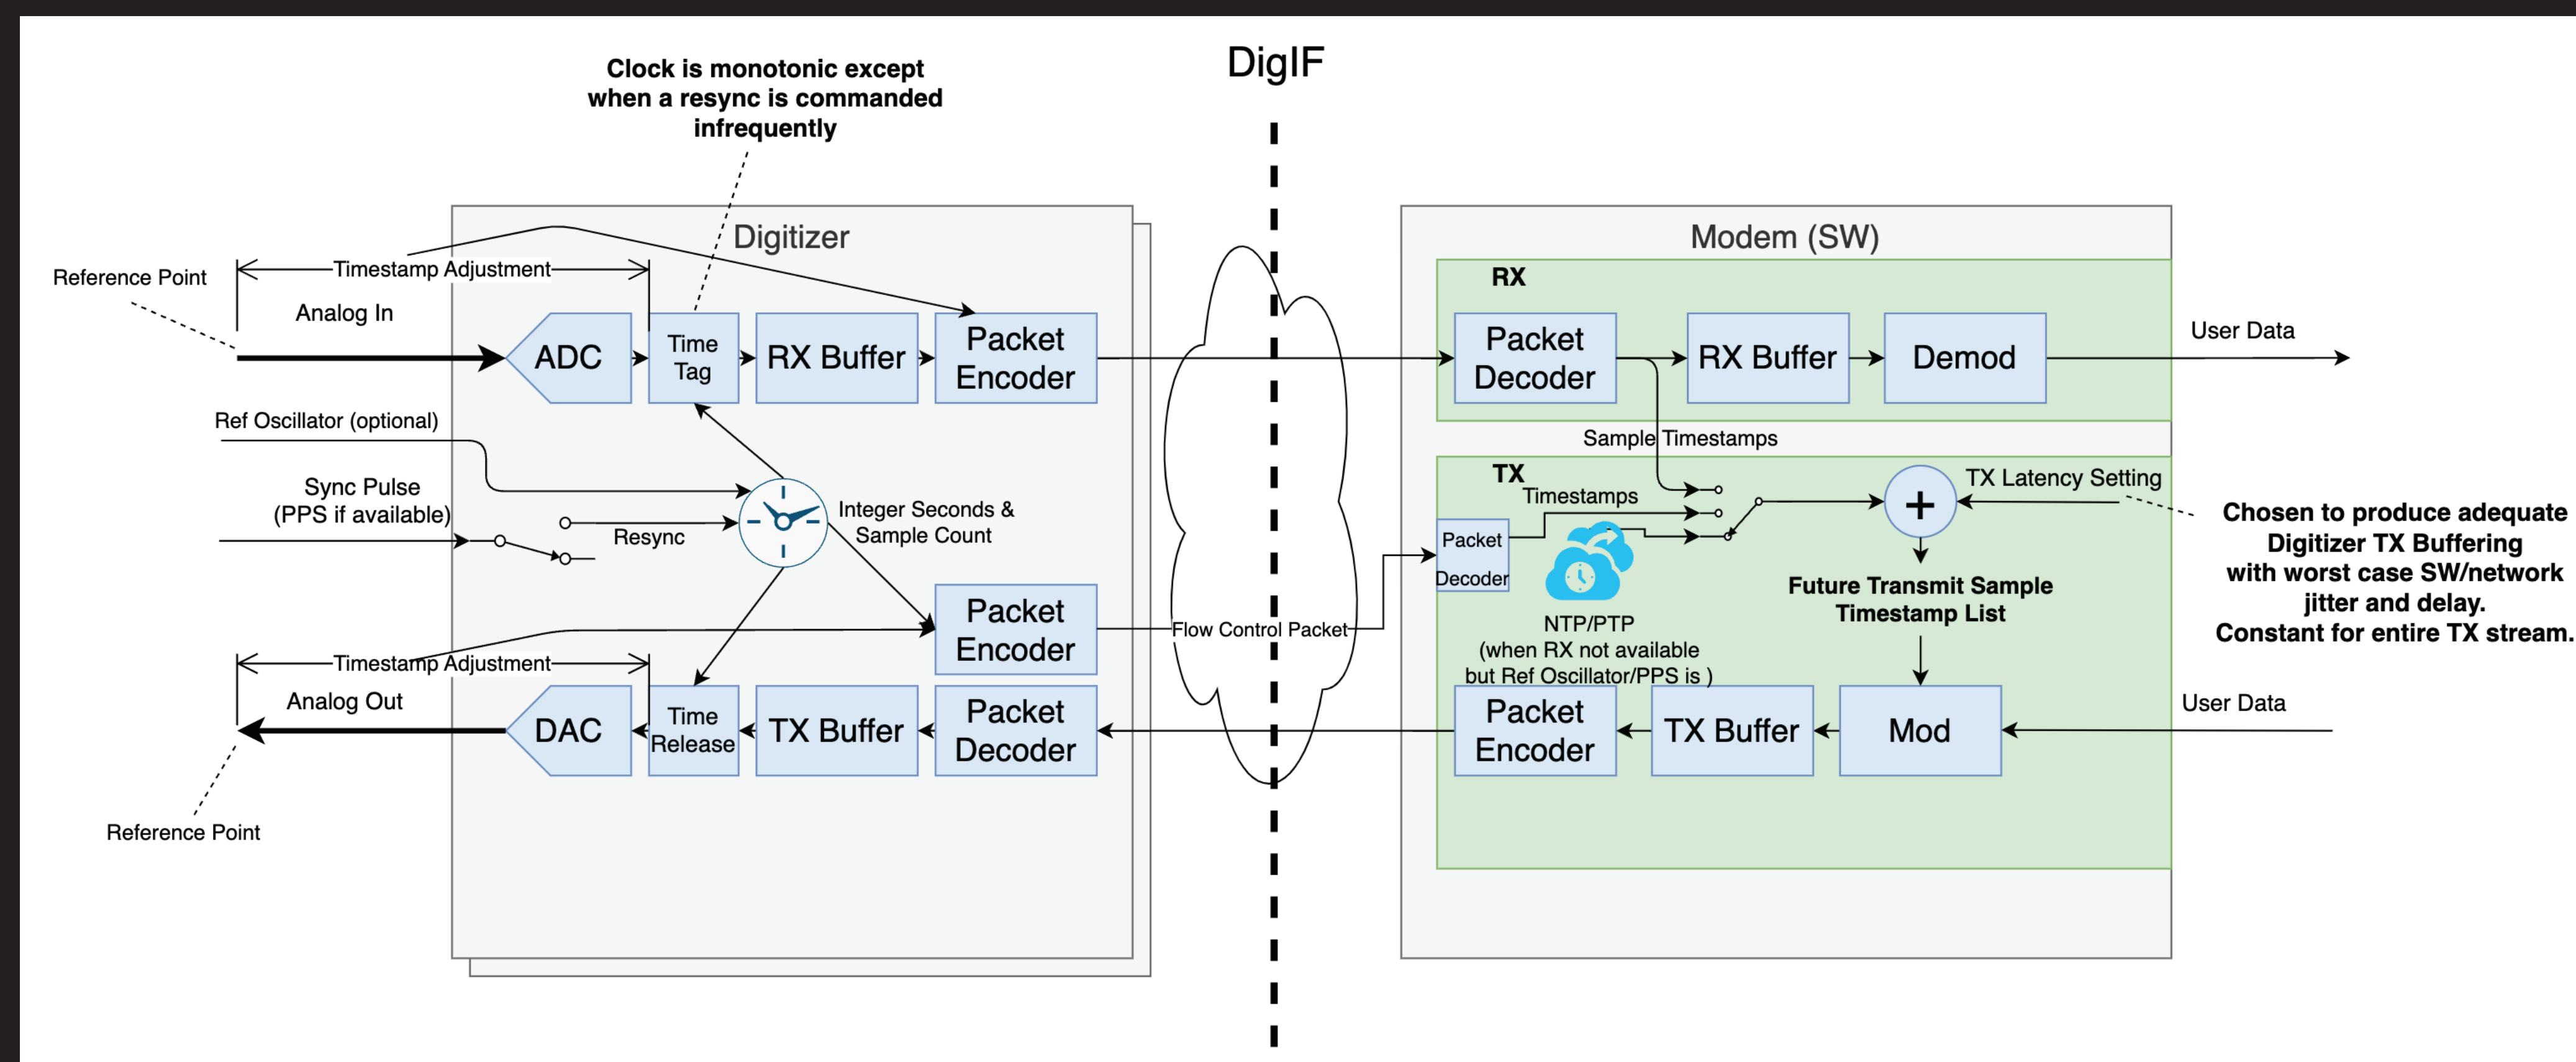 DigIF
Clock is monotonic except
when a resync is commanded
infrequently
Digitizer
Reference Point
Timestamp Adjustment
Analog In
ADC
Time
Tag
RX Buffer
Packet
Encoder
Ref Oscillator (optional)
Sync Pulse
(PPS if available)
Resync
Integer Seconds &
Sample Count
Packet
Encoder
Flow Control Packet
Timestamp Adjustment
Analog Out
DAC
Time
Release
TX Buffer
Packet
Decoder
Reference Point
Modem (SW)
RX
Packet
Decoder
RX Buffer
Demod
User Data
Sample Timestamps
TX
Timestamps
TX Latency Setting
+
Packet
Decoder
Chosen to produce adequate
Digitizer TX Buffering
with worst case SW/network
jitter and delay.
Constant for entire TX stream.
Future Transmit Sample
Timestamp List
NTP/PTP
(when RX not available
but Ref Oscillator/PPS is )
Packet
Encoder
TX Buffer
Mod
User Data